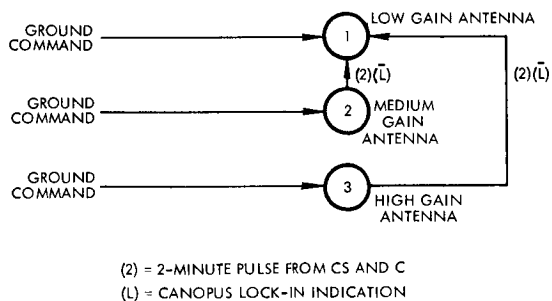 LOW GAIN ANTENNA
GROUND
COMMAND
1
(2)(L̄)
(2)(L̄)
GROUND
COMMAND
2
MEDIUM
GAIN
ANTENNA
GROUND
COMMAND
3
HIGH GAIN
ANTENNA
(2) = 2-MINUTE PULSE FROM CS AND C
(L) = CANOPUS LOCK-IN INDICATION